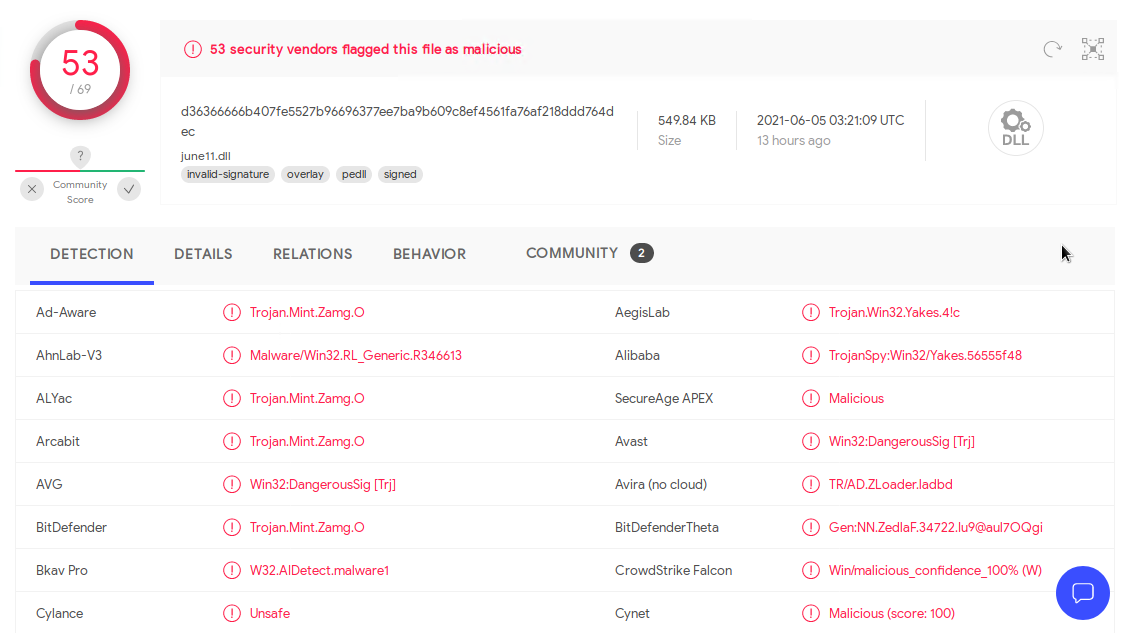 53
/ 69
?
Community
Score
53 security vendors flagged this file as malicious
d36366666b407fe5527b96696377ee7ba9b609c8ef4561fa76af218ddd764d
ec
june11.dll
invalid-signature overlay pedll signed
549.84 KB
Size
2021-06-05 03:21:09 UTC
13 hours ago
DLL
DETECTION DETAILS RELATIONS BEHAVIOR COMMUNITY 2
Ad-Aware Trojan.Mint.Zamg.O AegisLab Trojan.Win32.Yakes.4!c
AhnLab-V3 Malware/Win32.RL_Generic.R346613 Alibaba TrojanSpy:Win32/Yakes.56555f48
ALYac Trojan.Mint.Zamg.O SecureAge APEX Malicious
Arcabit Trojan.Mint.Zamg.O Avast Win32:DangerousSig [Trj]
AVG Win32:DangerousSig [Trj] Avira (no cloud) TR/AD.ZLoader.ladbd
BitDefender Trojan.Mint.Zamg.O BitDefenderTheta Gen:NN.ZedlaF.34722.Iu9@aul7OQgi
Bkav Pro W32.AIDetect.malware1 CrowdStrike Falcon Win/malicious_confidence_100% (W)
Cylance Unsafe Cynet Malicious (score: 100)